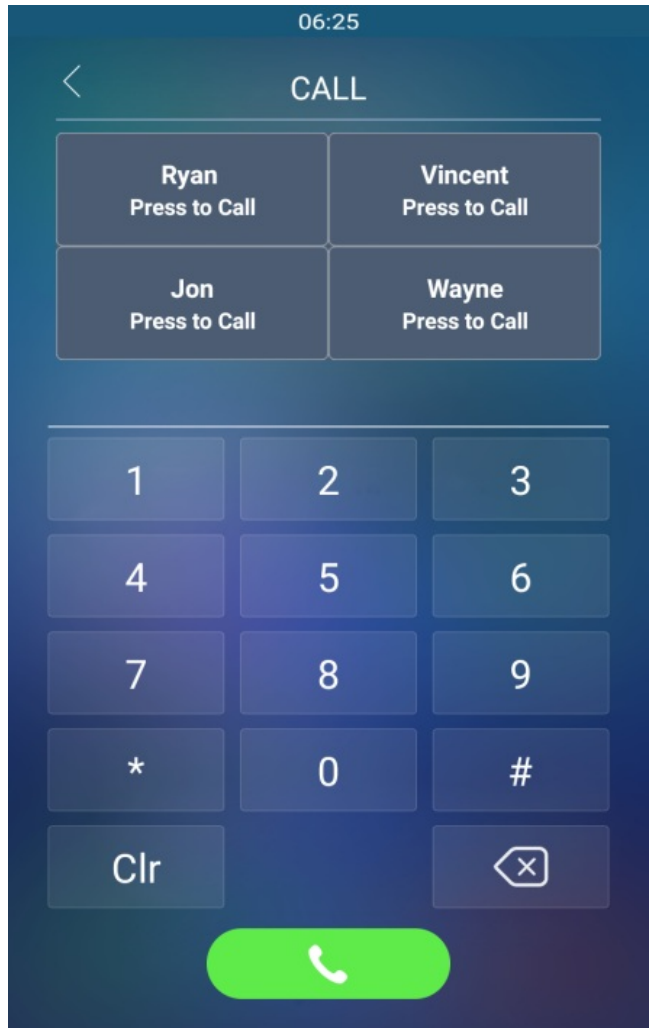 06:25
CALL
Ryan
Press to Call
Vincent
Press to Call
Jon
Press to Call
Wayne
Press to Call
1 2 3
4 5 6
7 8 9
* 0 #
Clr